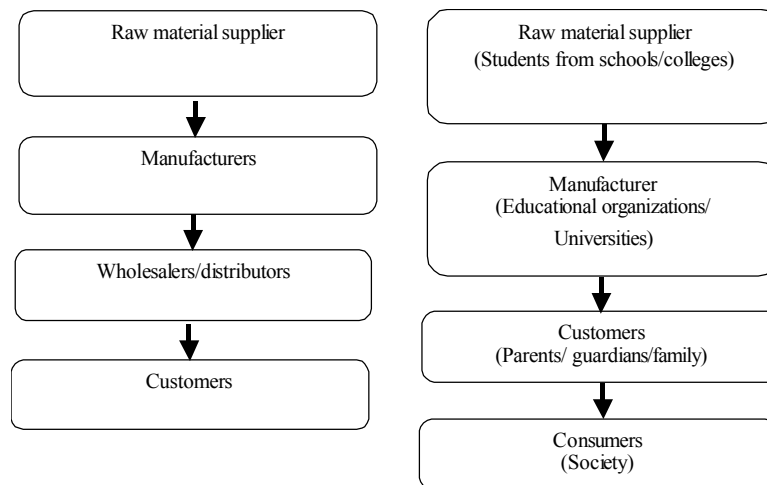 Raw material supplier
Manufacturers
Wholesalers/distributors
Customers
Raw material supplier
(Students from schools/colleges)
Manufacturer
(Educational organizations/
Universities)
Customers
(Parents/ guardians/family)
Consumers
(Society)